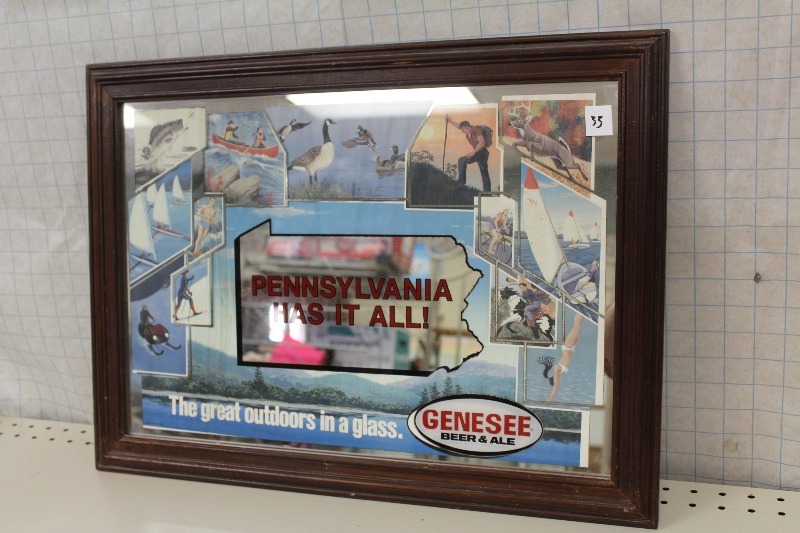 35
PENNSYLVANIA
HAS IT ALL!
The great outdoors in a glass.
GENESEE
BEER & ALE